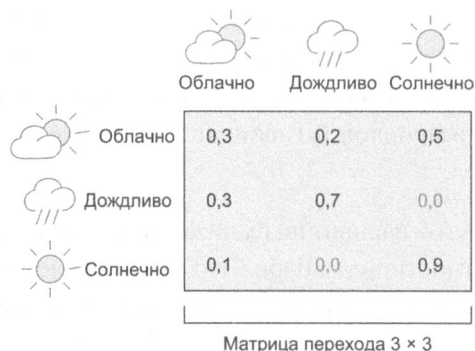 Облачно Дождливо Солнечно
Облачно 0,3 0,2 0,5
Дождливо 0,3 0,7 0,0
Солнечно 0,1 0,0 0,9
Матрица перехода 3 × 3